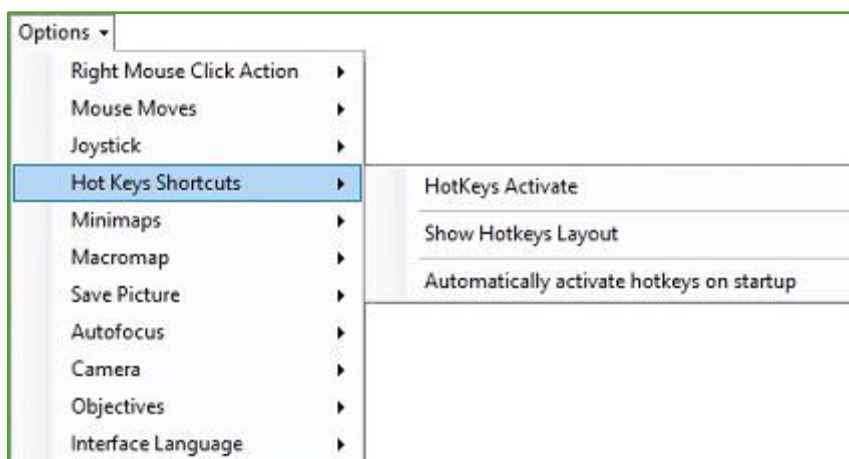 Options
Right Mouse Click Action
Mouse Moves
Joystick
Hot Keys Shortcuts
HotKeys Activate
Minimaps
Show Hotkeys Layout
Macromap
Automatically activate hotkeys on startup
Save Picture
Autofocus
Camera
Objectives
Interface Language